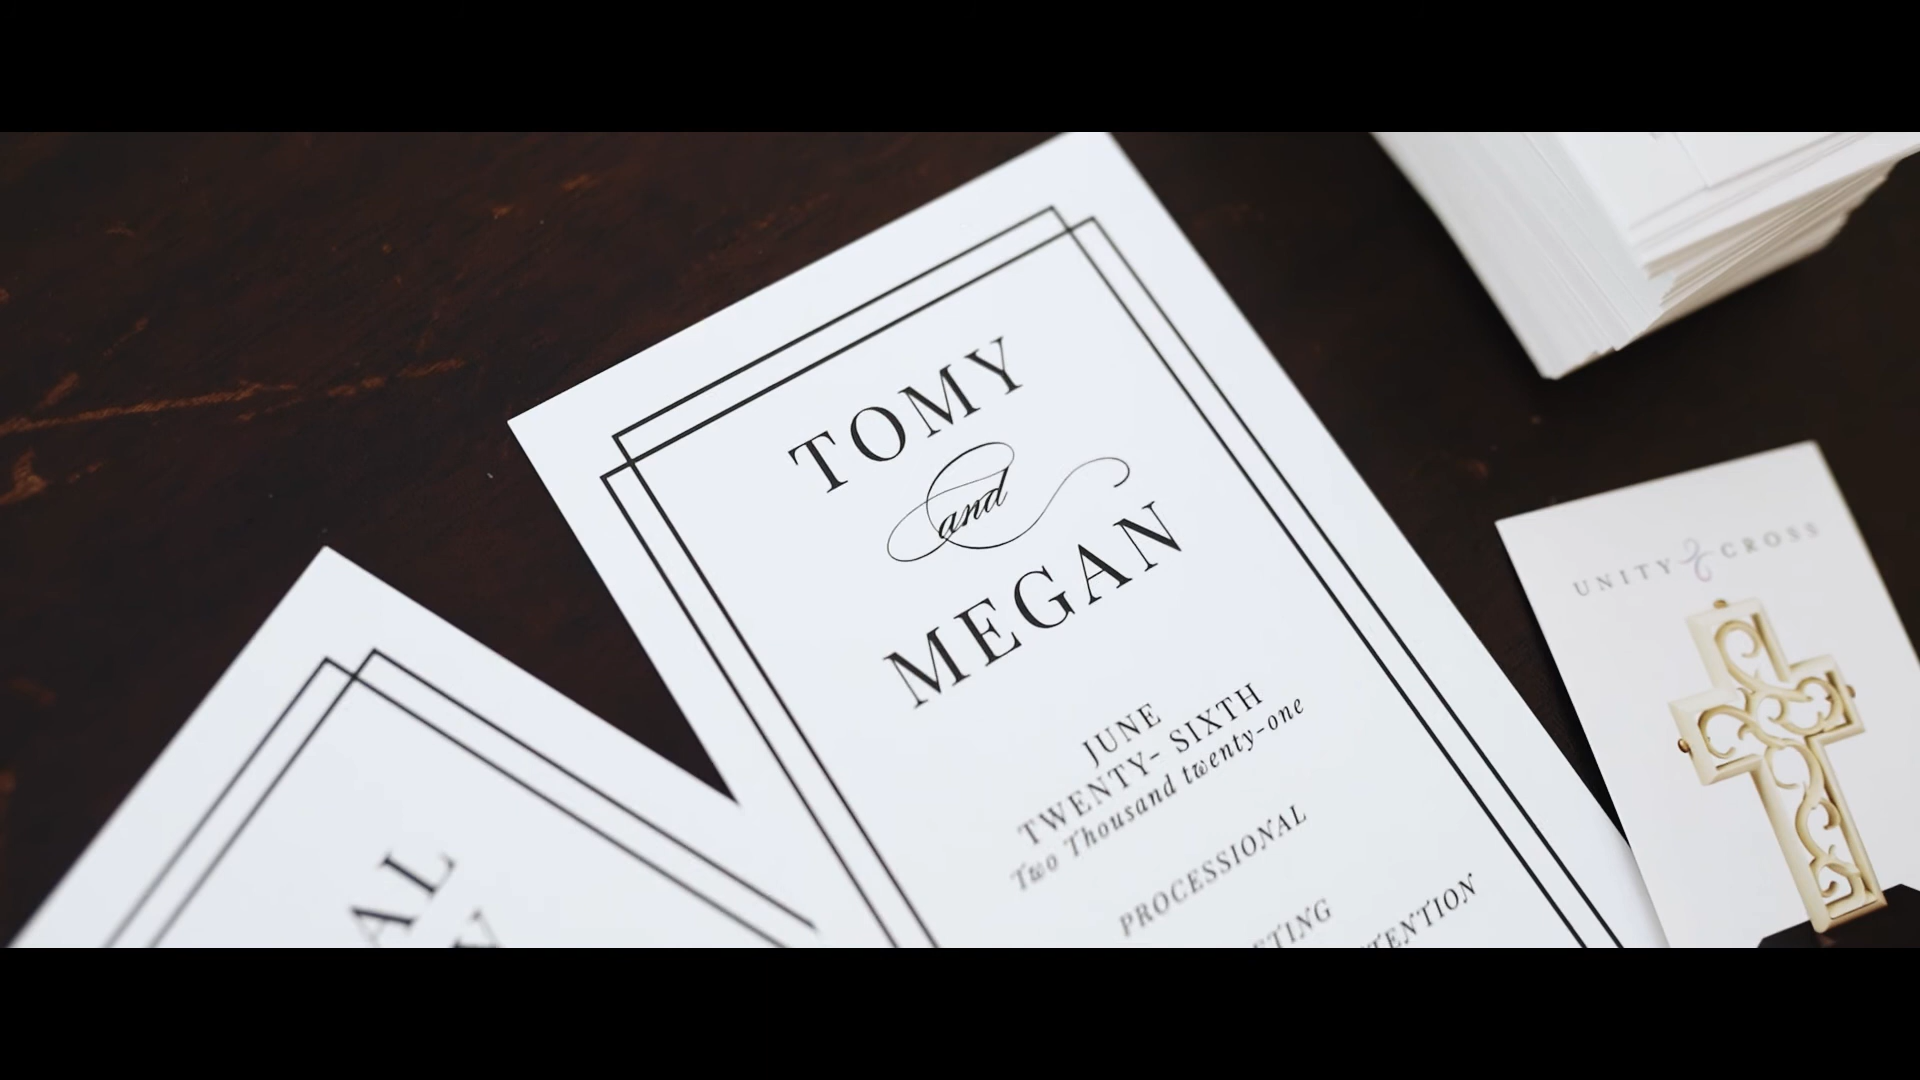 TOMY
and
MEGAN
JUNE
TWENTY- SIXTH
Two Thousand twenty-one
PROCESSIONAL
UNITY CROSS